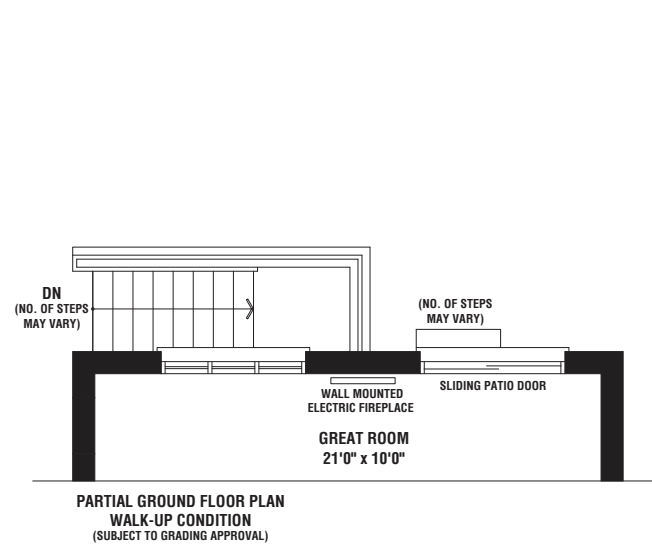 DN
(NO. OF STEPS
MAY VARY)
(NO. OF STEPS
MAY VARY)
WALL MOUNTED
ELECTRIC FIREPLACE
SLIDING PATIO DOOR
GREAT ROOM
21'0" x 10'0"
PARTIAL GROUND FLOOR PLAN
WALK-UP CONDITION
(SUBJECT TO GRADING APPROVAL)